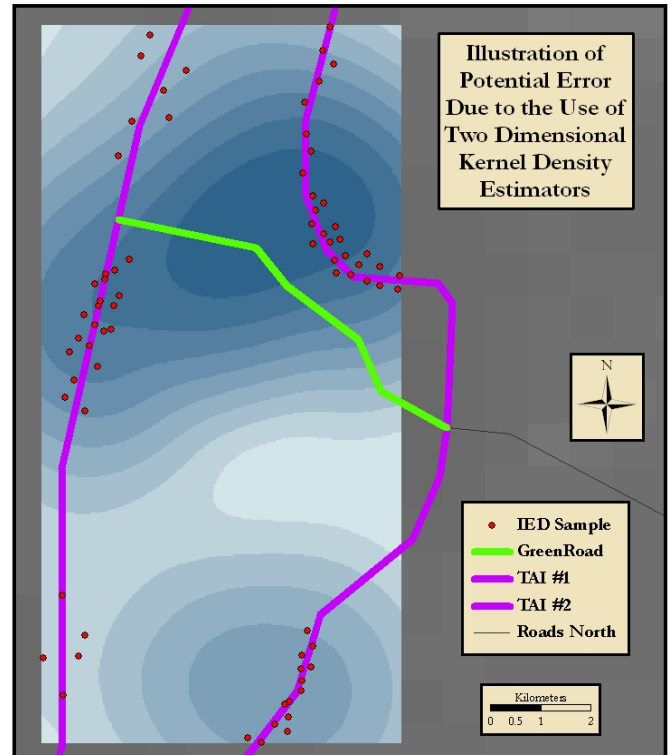 Illustration of
Potential Error
Due to the Use of
Two Dimensional
Kernel Density
Estimators
N
IED Sample
GreenRoad
TAI #1
TAI #2
Roads North
Kilometers
0 0.5 1 2